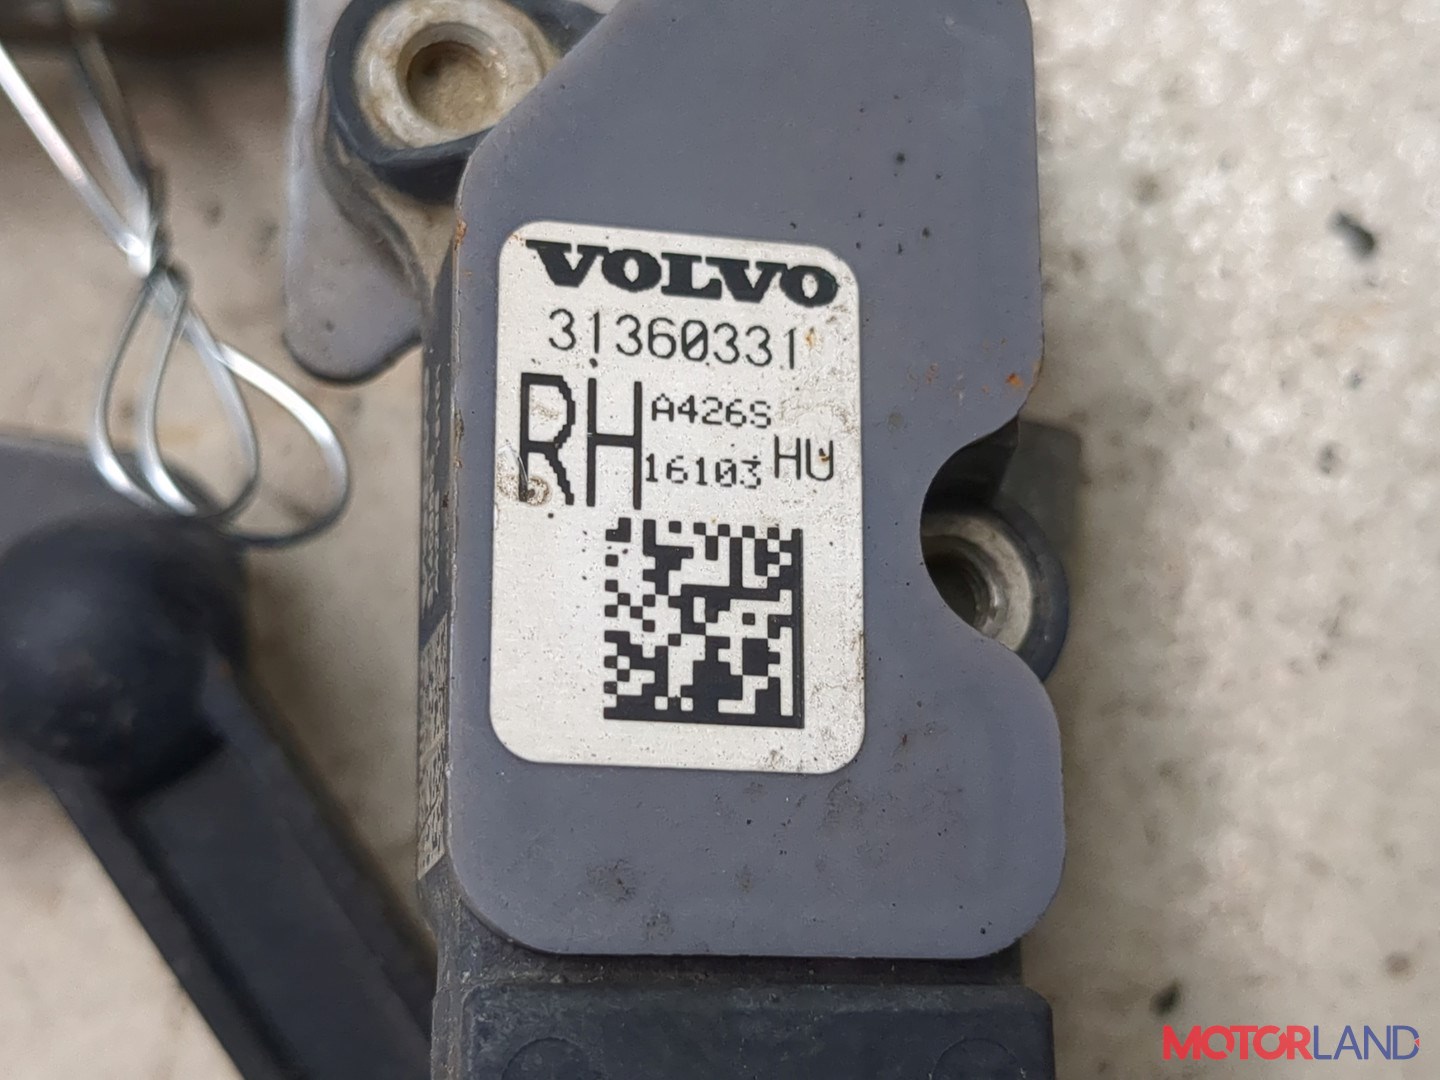 VOLVO
31360331
RH
A426S
16103
HU
MOTORLAND